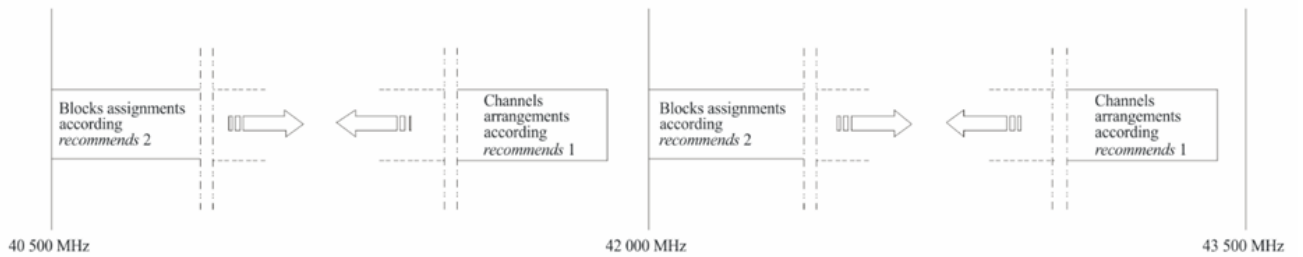 Blocks assignments
according
recommends 2
Channels
arrangements
according
recommends 1
Blocks assignments
according
recommends 2
Channels
arrangements
according
recommends 1
40 500 MHz
42 000 MHz
43 500 MHz